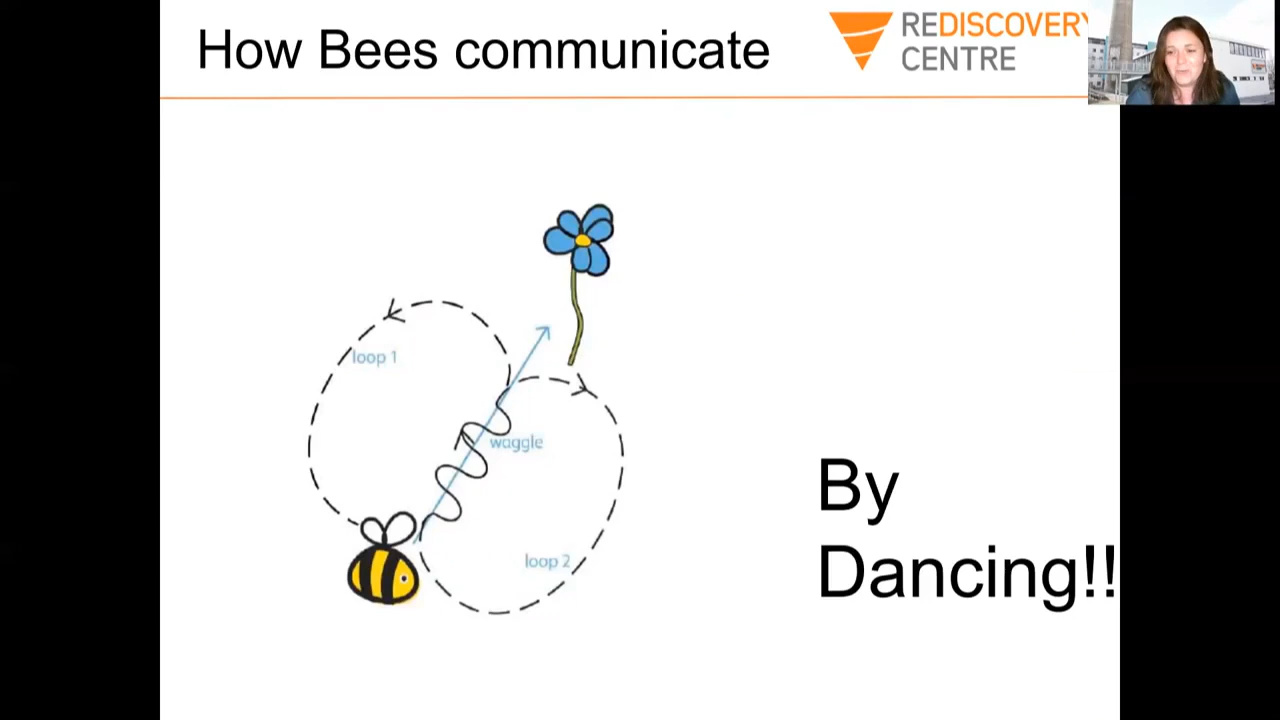 How Bees communicate
REDISCOVERY
CENTRE
loop 1
waggle
loop 2
By
Dancing!!